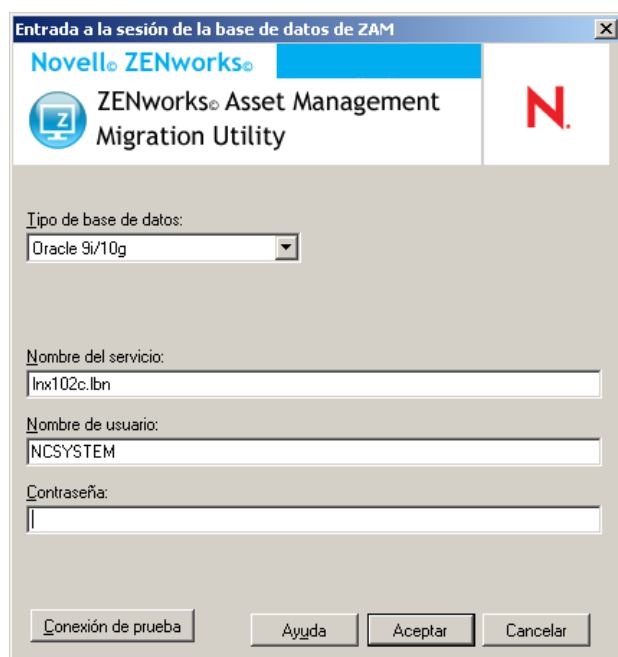 Entrada a la sesión de la base de datos de ZAM
Novell© ZENworks©
ZENworks© Asset Management
Migration Utility
N.
Tipo de base de datos:
Oracle 9i/10g
Nombre del servicio:
lnx102c.lbn
Nombre de usuario:
NCSYSTEM
Contraseña:
Conexión de prueba
Ayuda
Aceptar
Cancelar